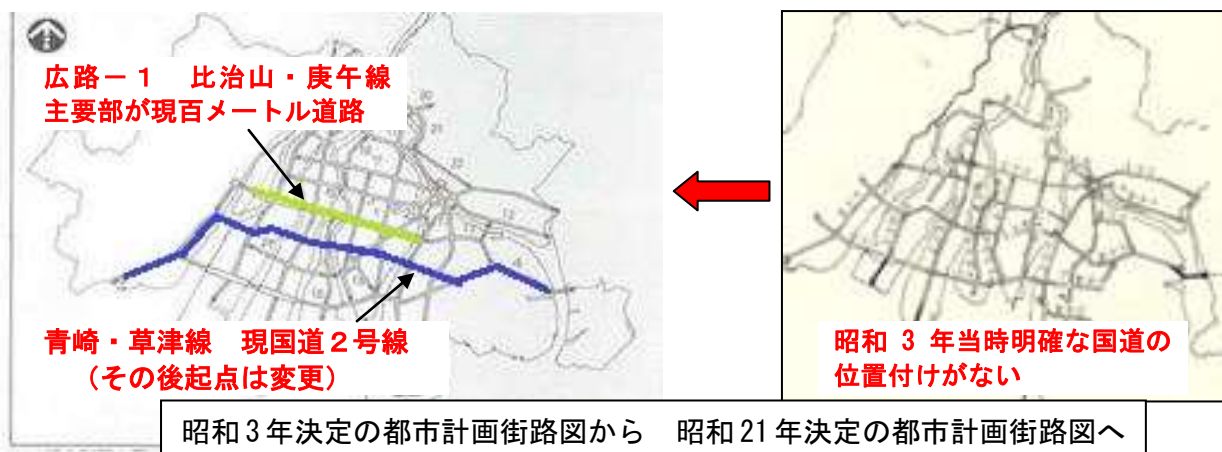 広路－１　比治山・庚午線
主要部が現百メートル道路
青崎・草津線　現国道２号線
（その後起点は変更）
昭和 3 年当時明確な国道の
位置付けがない
昭和3年決定の都市計画街路図から　昭和21年決定の都市計画街路図へ